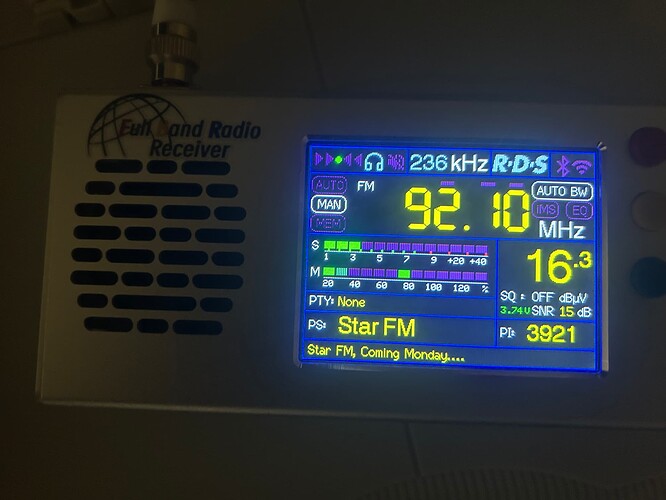 Full Band Radio
Receiver
236 kHz R·D·S
AUTO FM AUTO BW
MAN 92.10 IMS EQ
MEM MHz
S
1 3 5 7 9 +20 +40
M
20 40 60 80 100 120 %
16.3
SQ : OFF dBµV
3.74V SNR 15 dB
PTY: None
PS: Star FM PI: 3921
Star FM, Coming Monday....